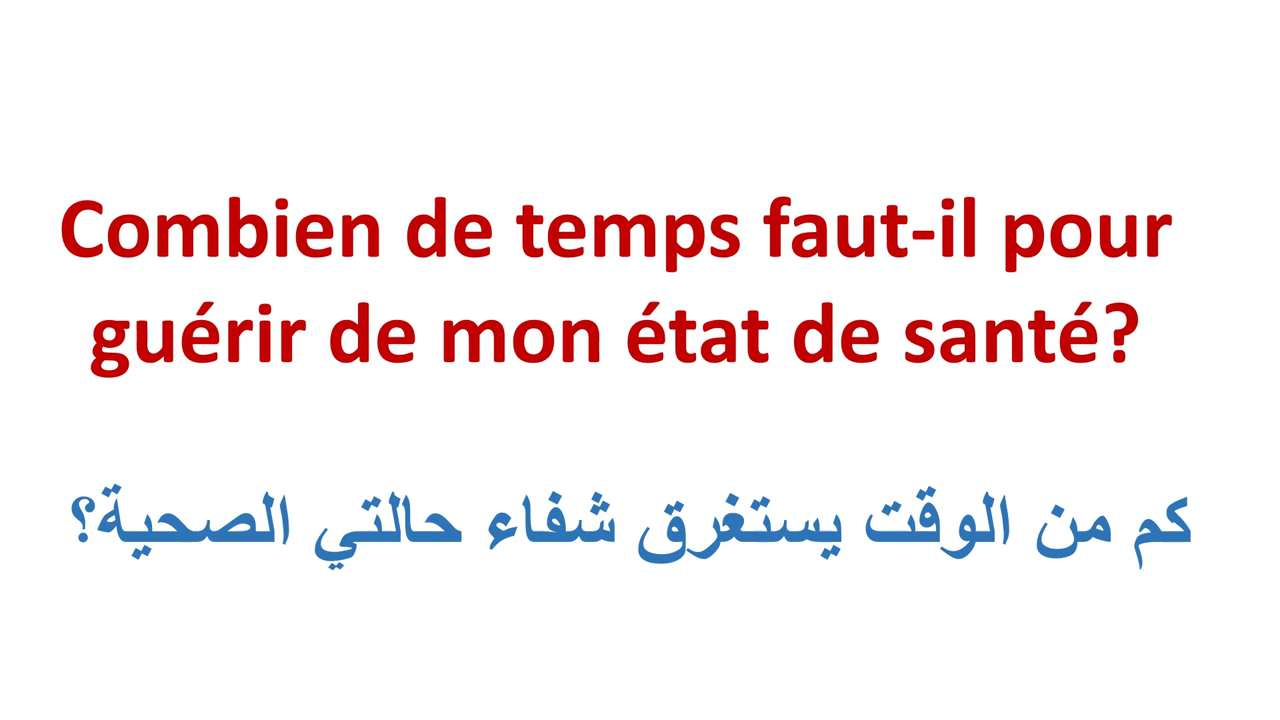 Combien de temps faut-il pour
guérir de mon état de santé?
كم من الوقت يستغرق شفاء حالتي الصحية؟